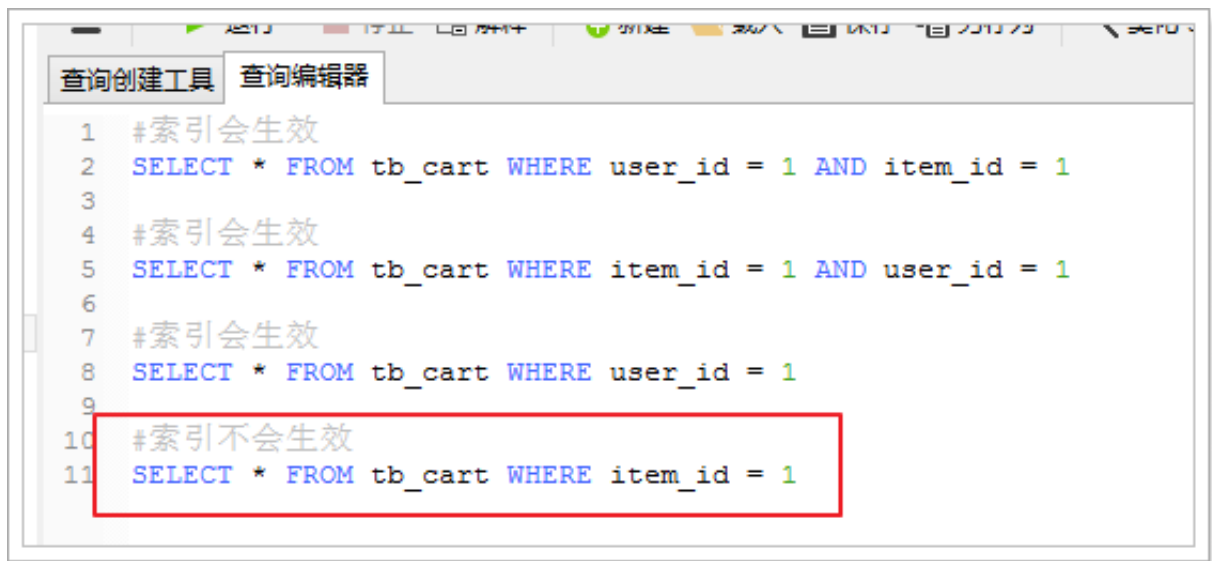 查询创建工具 查询编辑器
1 #索引会生效
2 SELECT * FROM tb_cart WHERE user_id = 1 AND item_id = 1
3
4 #索引会生效
5 SELECT * FROM tb_cart WHERE item_id = 1 AND user_id = 1
6
7 #索引会生效
8 SELECT * FROM tb_cart WHERE user_id = 1
9
10 #索引不会生效
11 SELECT * FROM tb_cart WHERE item_id = 1